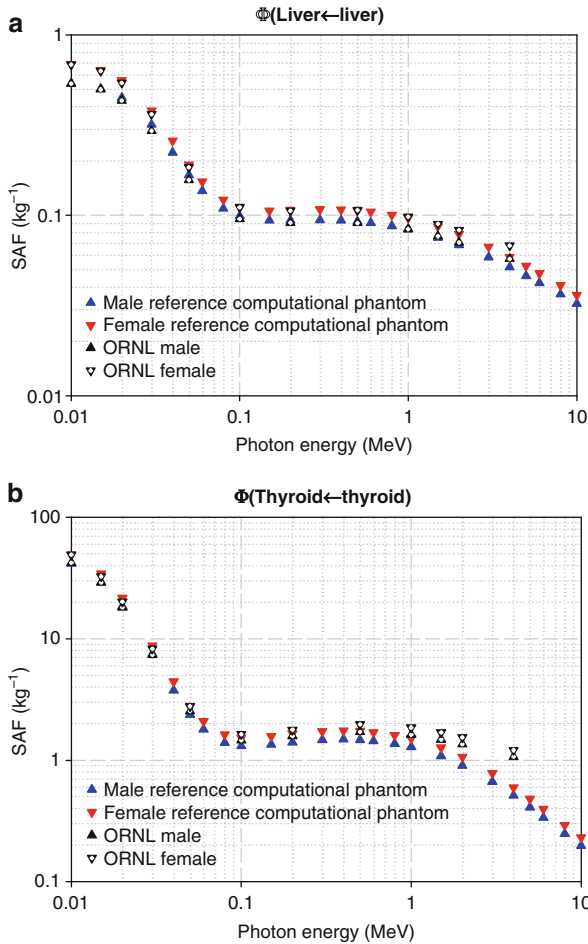 a
Φ(Liver←liver)
1
0.1
0.01
SAF (kg⁻¹)
Male reference computational phantom
Female reference computational phantom
ORNL male
ORNL female
0.01 0.1 1 10
Photon energy (MeV)
b
Φ(Thyroid←thyroid)
100
10
1
0.1
SAF (kg⁻¹)
Male reference computational phantom
Female reference computational phantom
ORNL male
ORNL female
0.01 0.1 1 10
Photon energy (MeV)